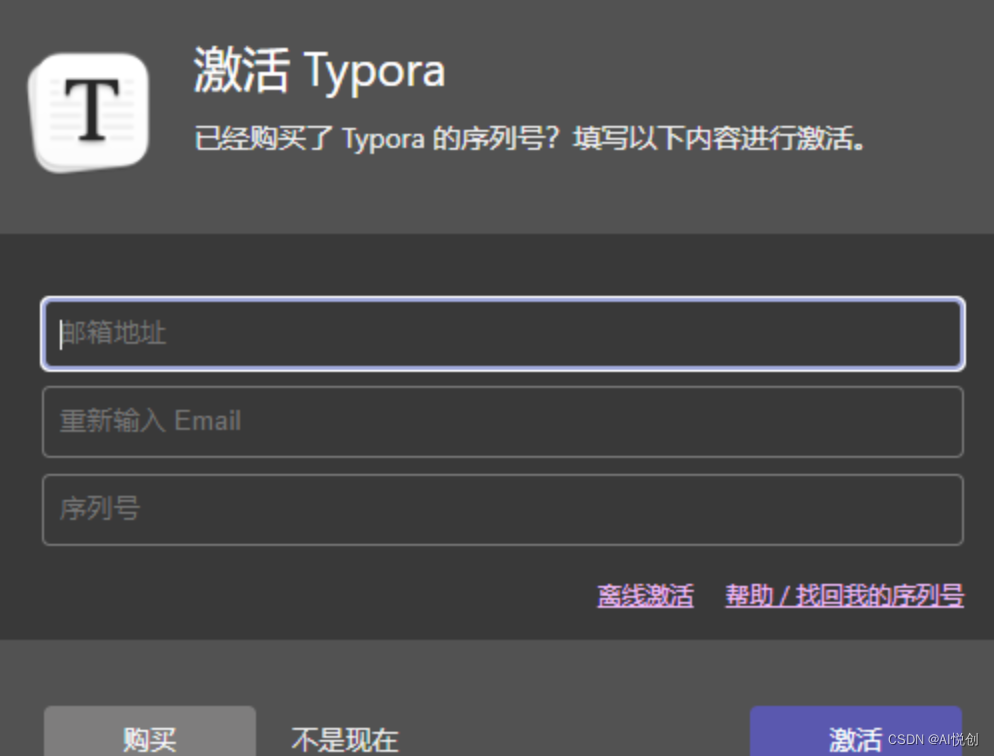 T
激活 Typora
已经购买了 Typora 的序列号？填写以下内容进行激活。
邮箱地址
重新输入 Email
序列号
离线激活 帮助 / 找回我的序列号
购买 不是现在 激活
CSDN @AI悦创